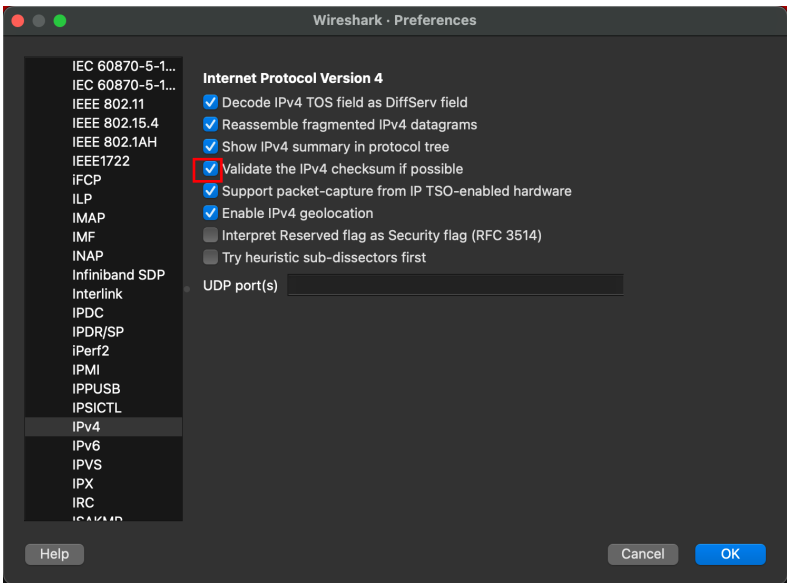 Wireshark · Preferences
IEC 60870-5-1...
IEC 60870-5-1...
IEEE 802.11
IEEE 802.15.4
IEEE 802.1AH
IEEE1722
iFCP
ILP
IMAP
IMF
INAP
Infiniband SDP
Interlink
IPDC
IPDR/SP
iPerf2
IPMI
IPPUSB
IPSICTL
IPv4
IPv6
IPVS
IPX
IRC
ISAKMP
Internet Protocol Version 4
Decode IPv4 TOS field as DiffServ field
Reassemble fragmented IPv4 datagrams
Show IPv4 summary in protocol tree
Validate the IPv4 checksum if possible
Support packet-capture from IP TSO-enabled hardware
Enable IPv4 geolocation
Interpret Reserved flag as Security flag (RFC 3514)
Try heuristic sub-dissectors first
UDP port(s)
Help
Cancel
OK